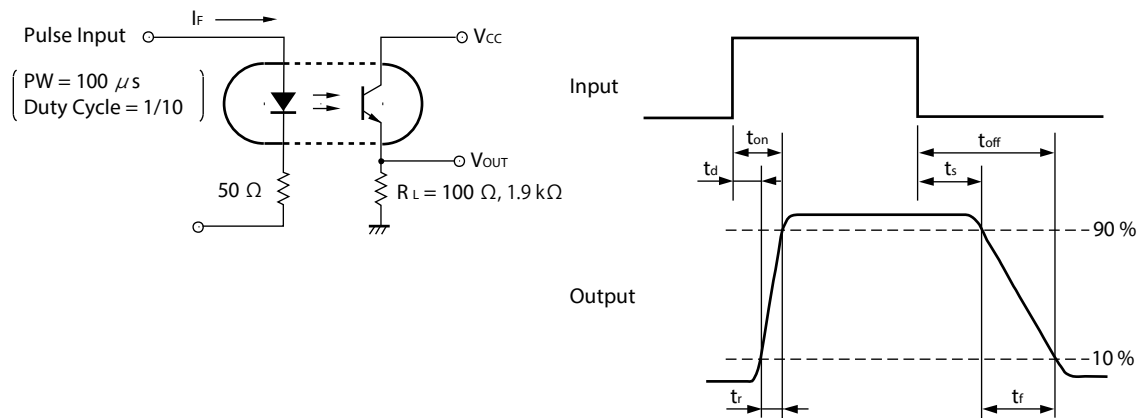 IF
Pulse Input
VCC
PW = 100 μs
Duty Cycle = 1/10
VOUT
50 Ω
RL = 100 Ω, 1.9 kΩ
Input
ton
toff
td
ts
90 %
Output
10 %
tr
tf